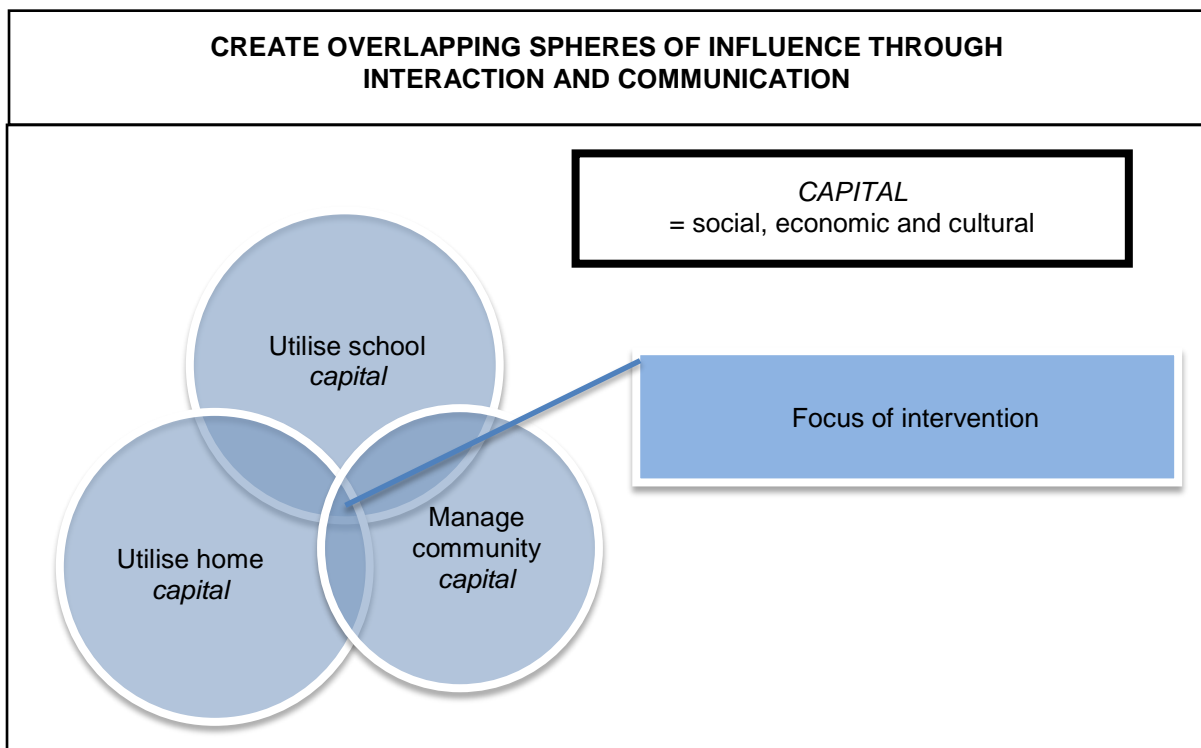 CREATE OVERLAPPING SPHERES OF INFLUENCE THROUGH
INTERACTION AND COMMUNICATION
CAPITAL
= social, economic and cultural
Utilise school
capital
Focus of intervention
Manage
community
capital
Utilise home
capital